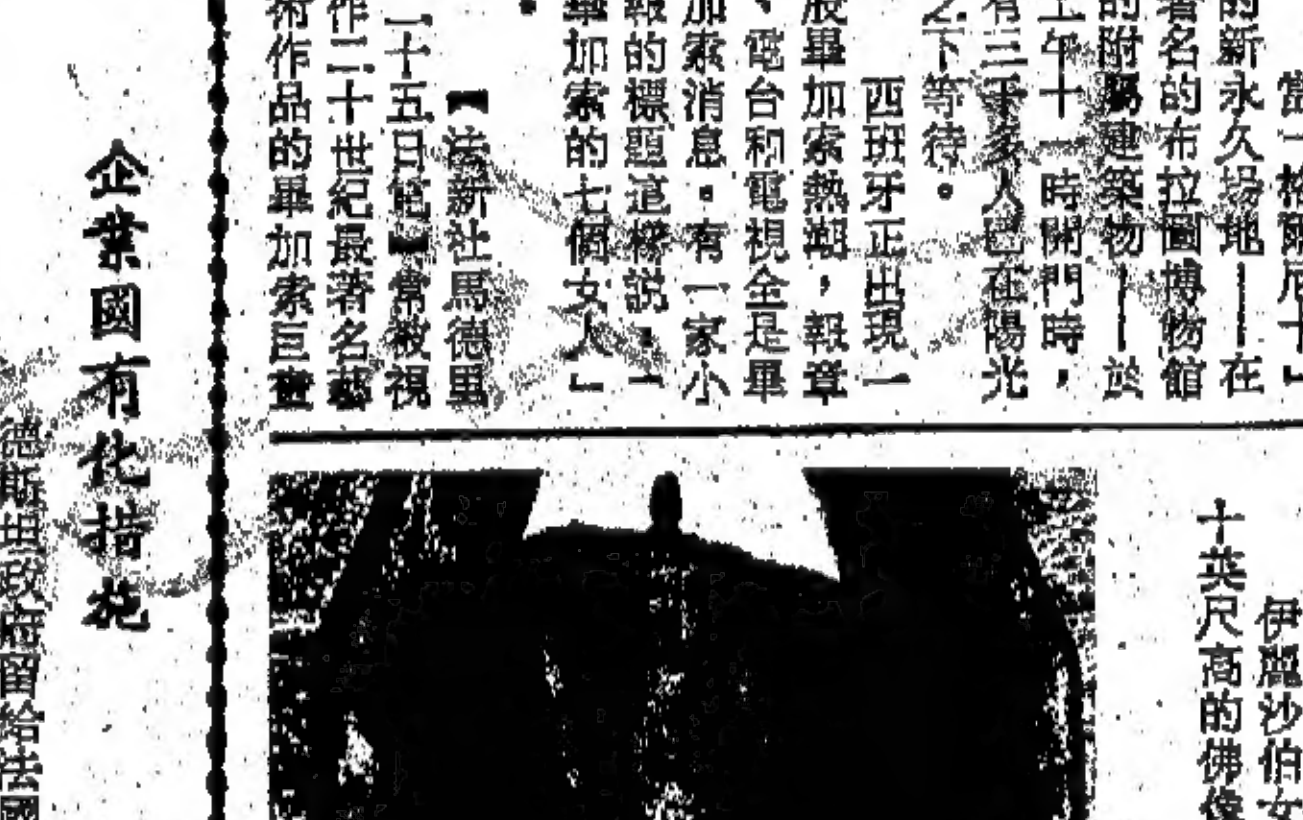 當「格爾尼卡」
的新永久場地──在
著名的布拉圖博物館
的附屬建築物──於
上午十一時開門時，
有三千多人已在陽光
之下等待。
西班牙正出現一
股畢加索熱潮，報章
、電台和電視全是畢
加索消息。有一家小
報的標題這樣說：「
畢加索的七個女人」
。
【法新社馬德里
二十五日電】常被視
作二十世紀最著名藝
術作品的畢加索巨畫
伊麗沙伯女
十英尺高的佛像
企業國有化措施
德斯坦政府留給法國